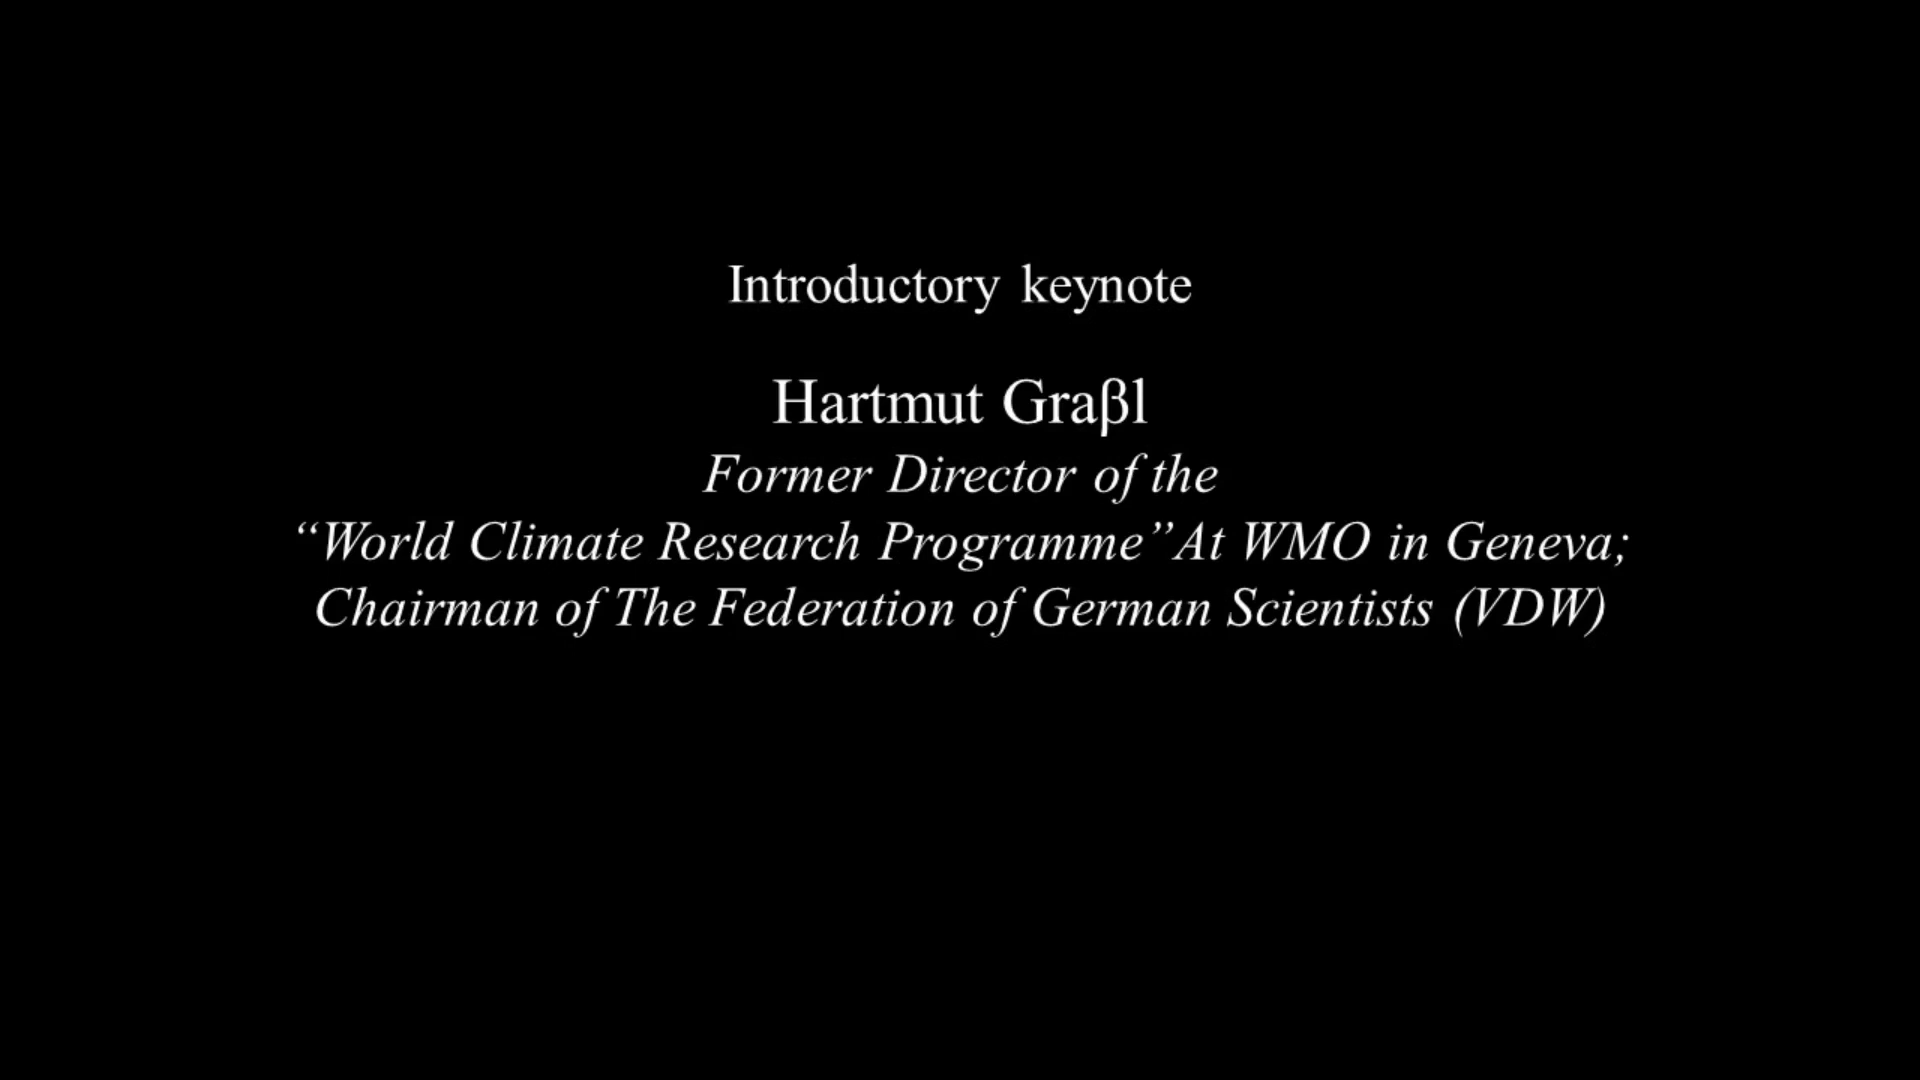 Introductory keynote
Hartmut Graβl
Former Director of the
“World Climate Research Programme”At WMO in Geneva;
Chairman of The Federation of German Scientists (VDW)